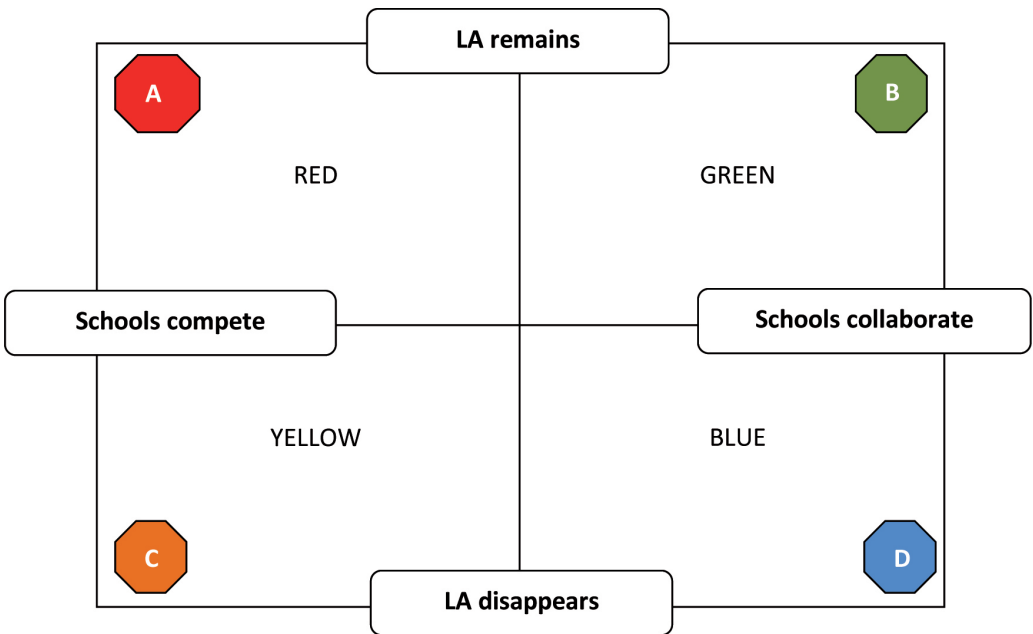 LA remains
A
B
RED
GREEN
Schools compete
Schools collaborate
YELLOW
BLUE
C
D
LA disappears